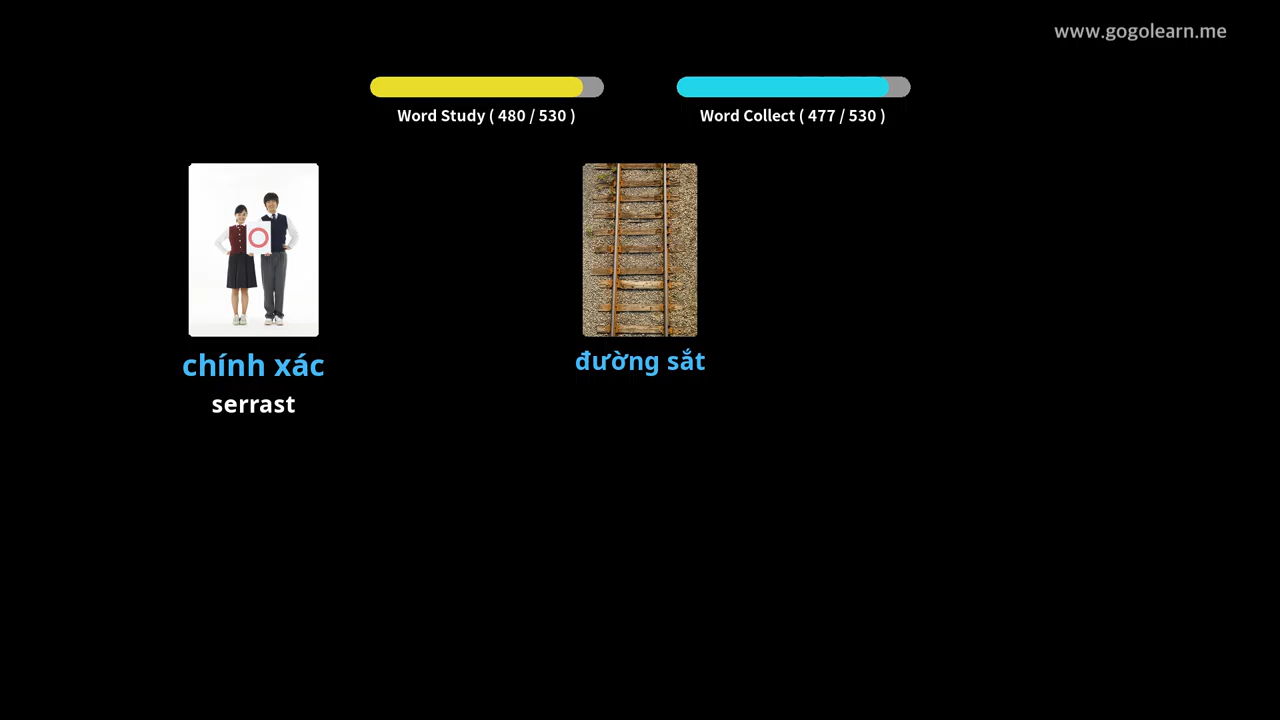 www.gogolearn.me
Word Study ( 480 / 530 )
Word Collect ( 477 / 530 )
chính xác
serrast
đường sắt